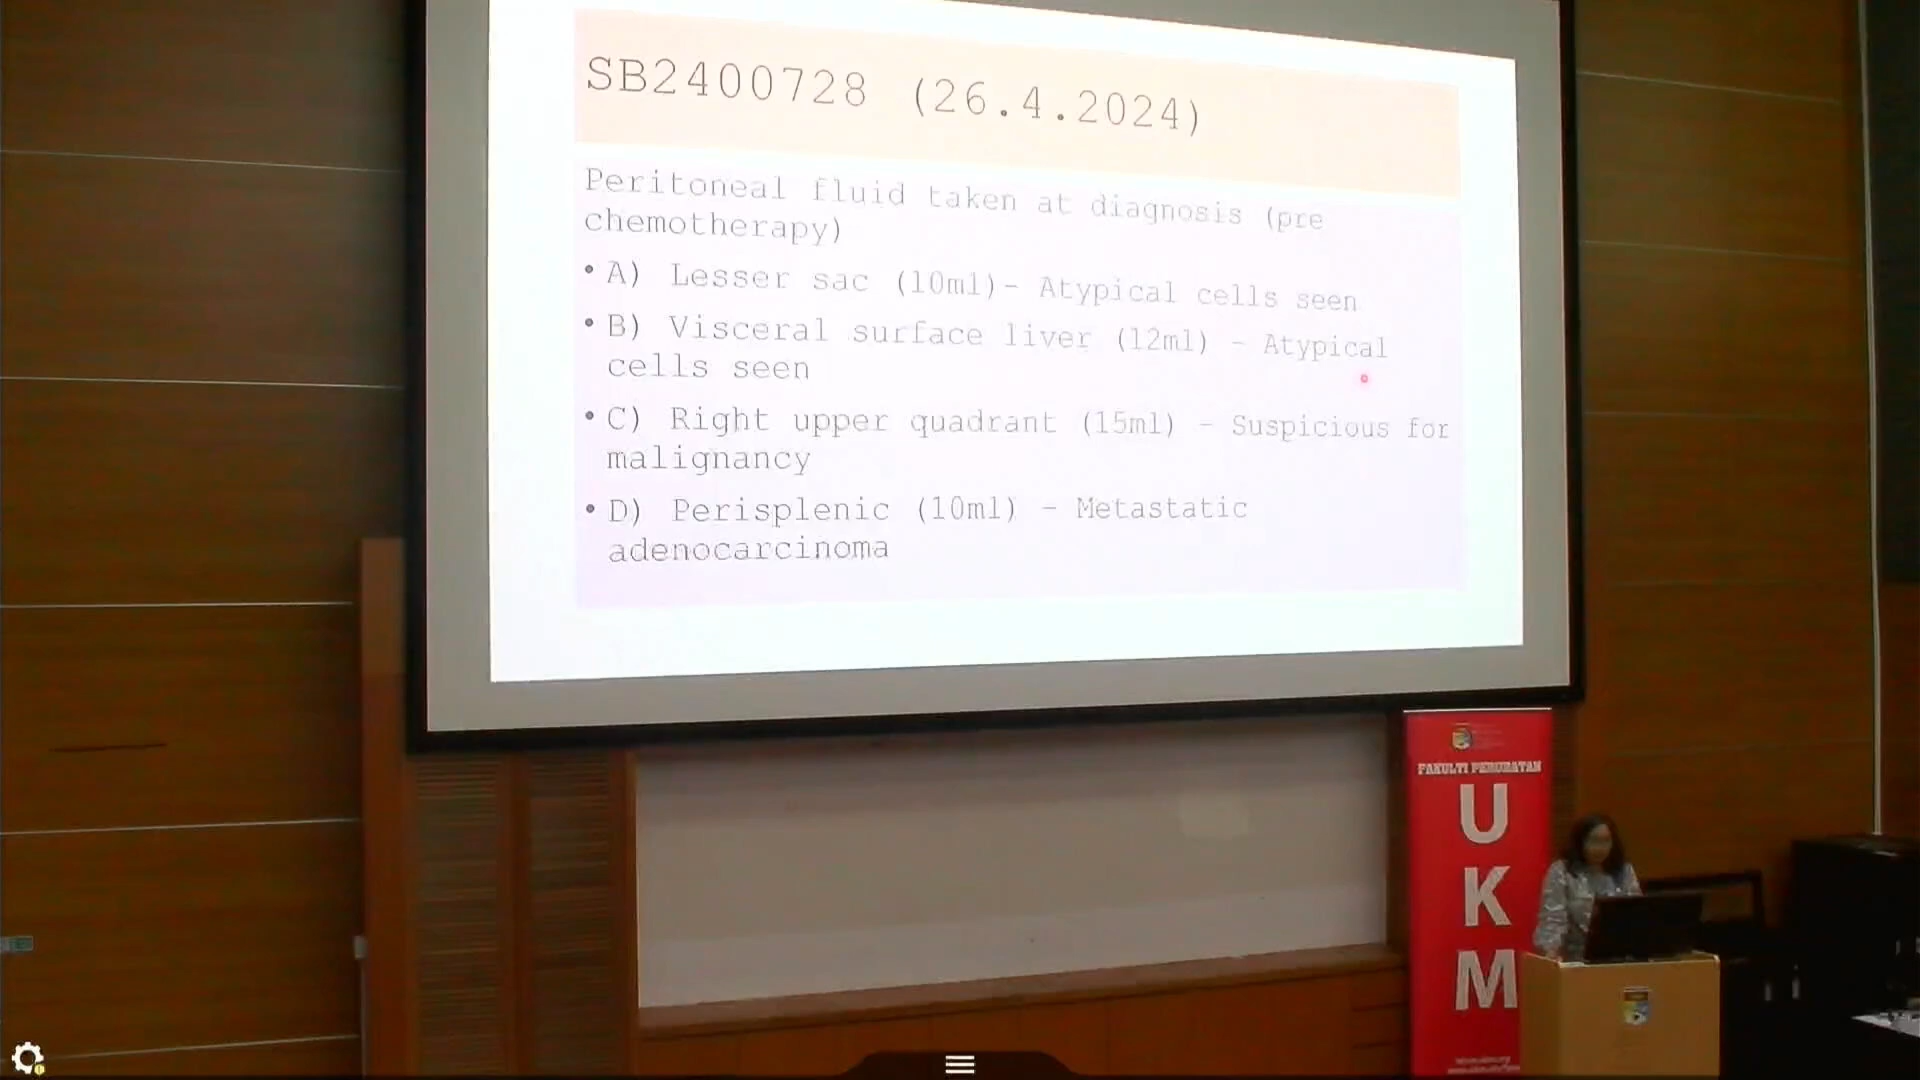 SB2400728 (26.4.2024)
Peritoneal fluid taken at diagnosis (pre
chemotherapy)
• A) Lesser sac (10ml)- Atypical cells seen
• B) Visceral surface liver (12ml) - Atypical
cells seen
• C) Right upper quadrant (15ml) - Suspicious for
malignancy
• D) Perisplenic (10ml) - Metastatic
adenocarcinoma
FAKULTI PERUBATAN
U
K
M